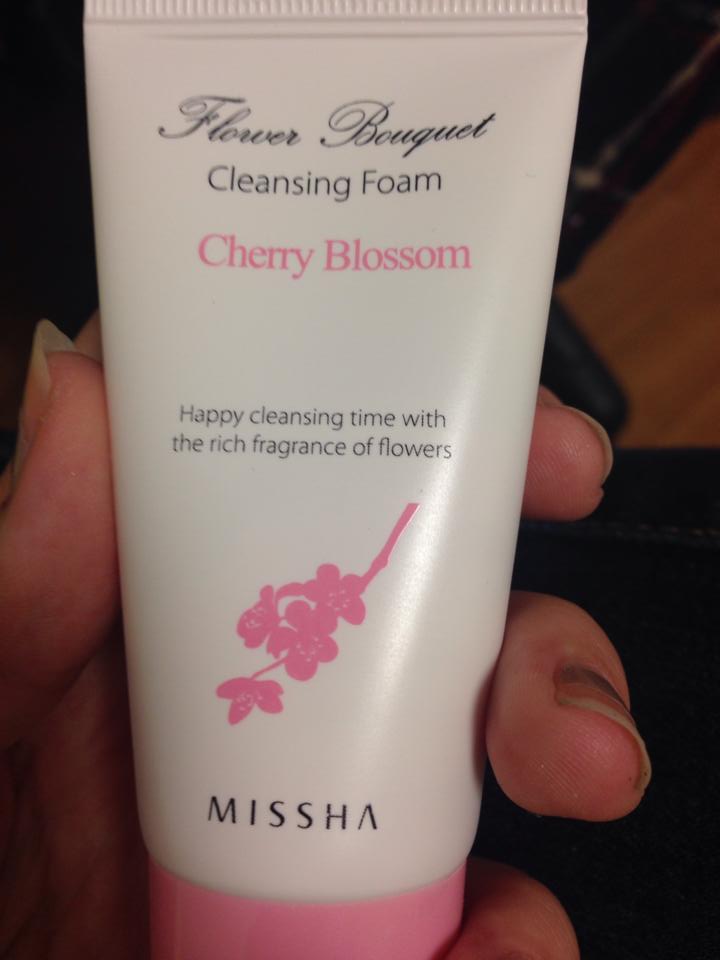 Flower Bouquet
Cleansing Foam
Cherry Blossom
Happy cleansing time with
the rich fragrance of flowers
MISSHA